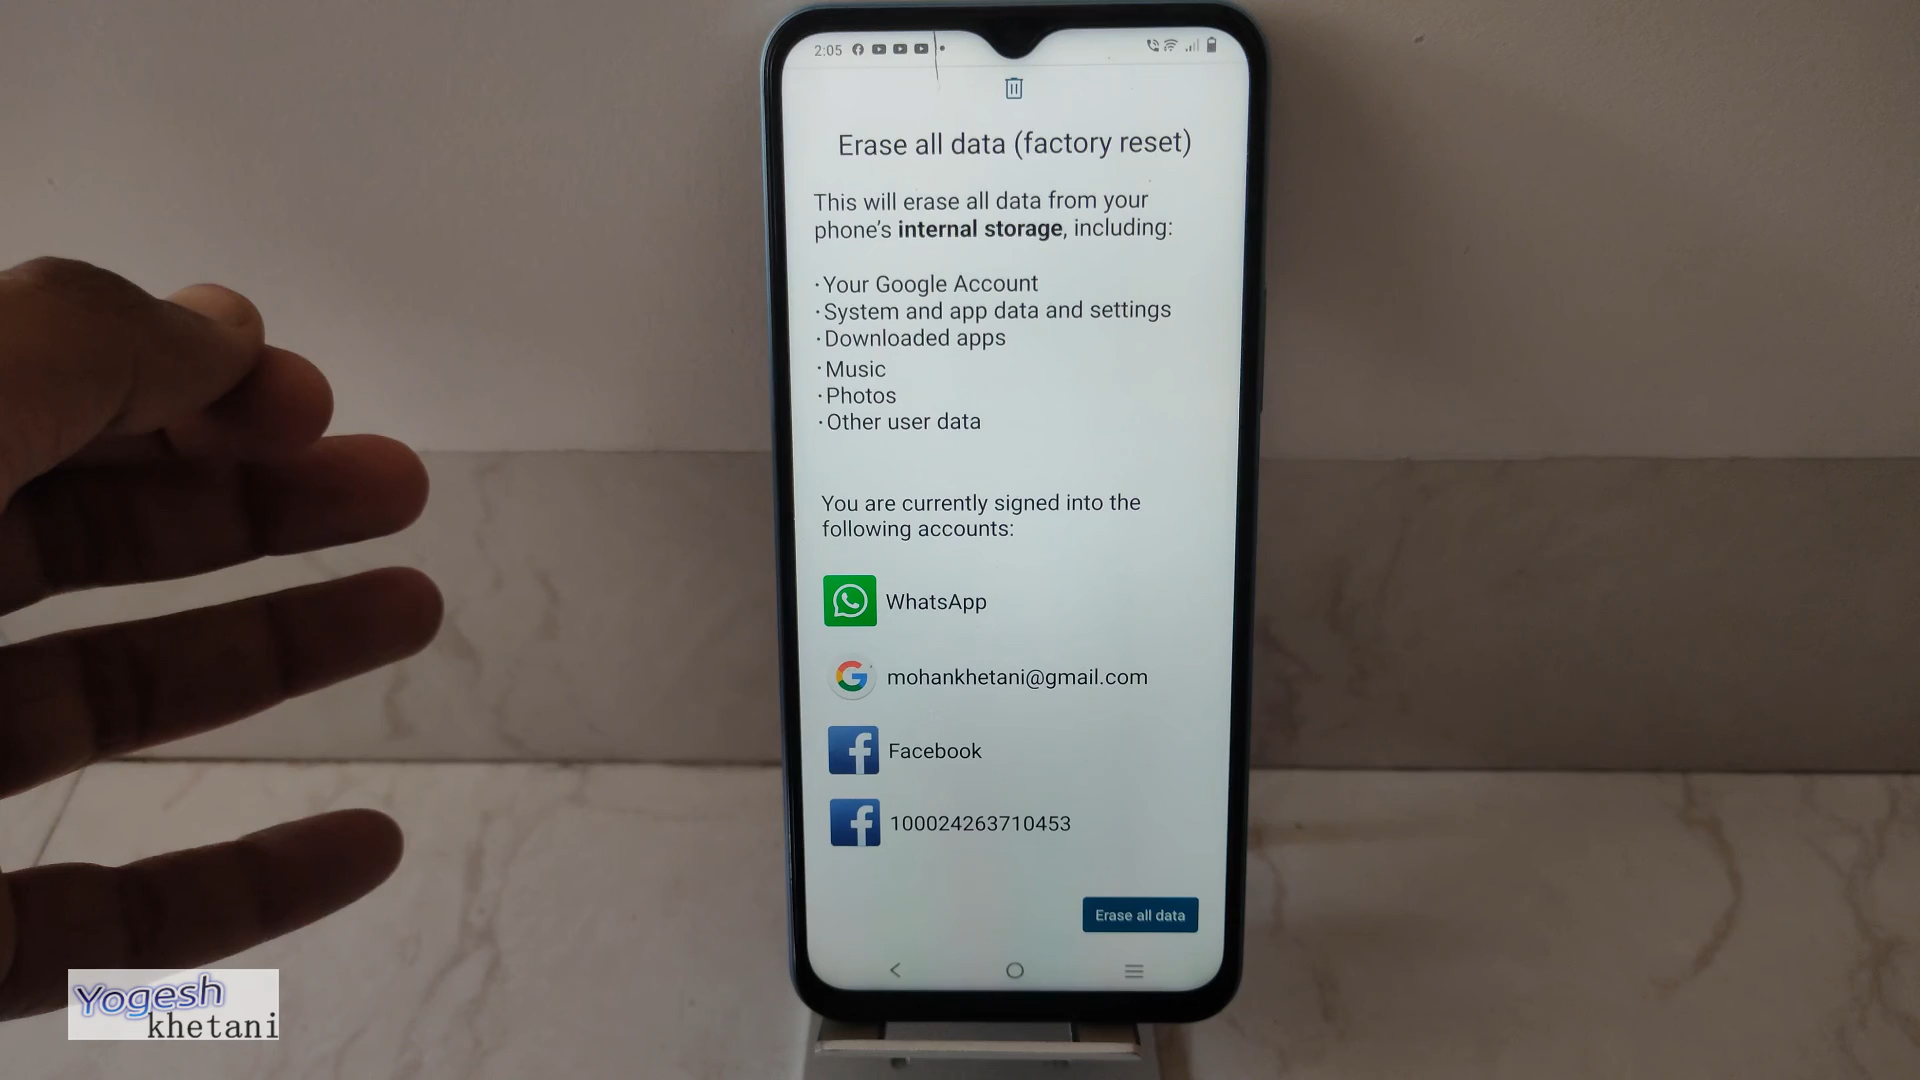 2:05
Erase all data (factory reset)
This will erase all data from your
phone's internal storage, including:
·Your Google Account
·System and app data and settings
·Downloaded apps
·Music
·Photos
·Other user data
You are currently signed into the
following accounts:
WhatsApp
mohankhetani@gmail.com
Facebook
100024263710453
Erase all data
Yogesh
khetani